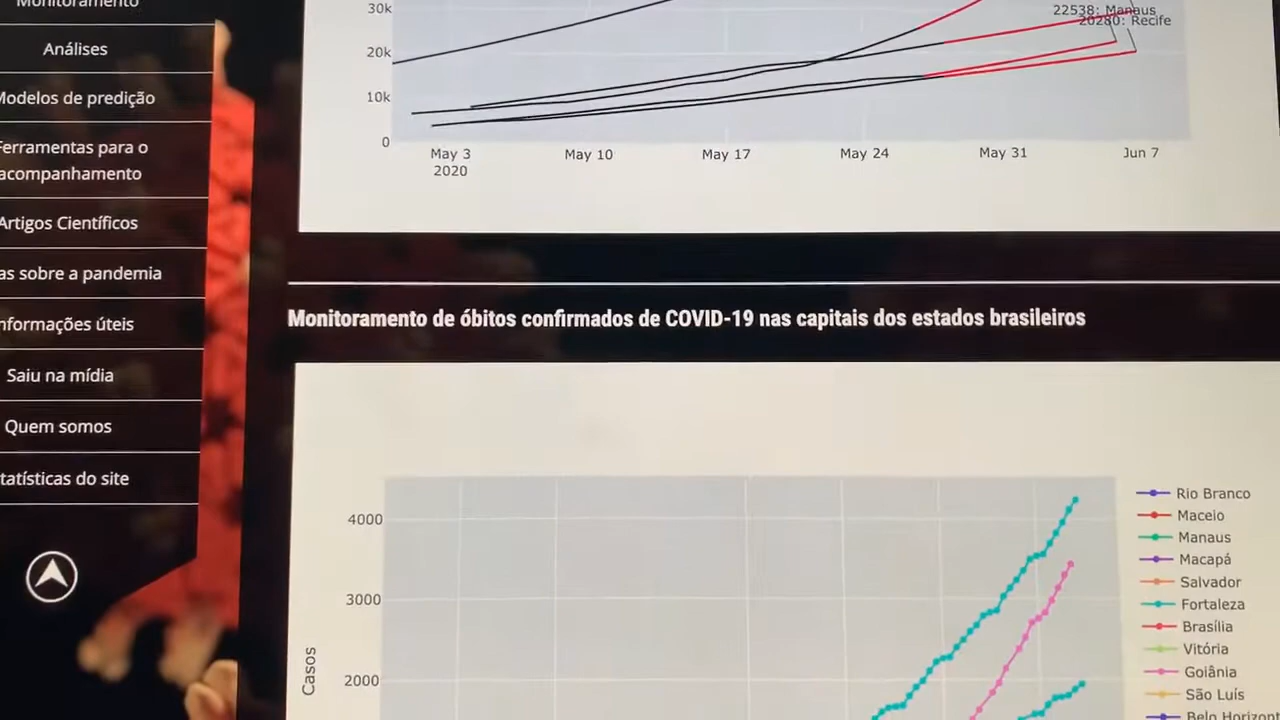 Monitoramento
Análises
Modelos de predição
Ferramentas para o
acompanhamento
Artigos Científicos
as sobre a pandemia
nformações úteis
Saiu na mídia
Quem somos
tatísticas do site
30k
20k
10k
0
22538: Manaus
20280: Recife
May 3
2020
May 10
May 17
May 24
May 31
Jun 7
Monitoramento de óbitos confirmados de COVID-19 nas capitais dos estados brasileiros
4000
3000
2000
Casos
Rio Branco
Maceio
Manaus
Macapá
Salvador
Fortaleza
Brasília
Vitória
Goiânia
São Luís
Belo Horizont